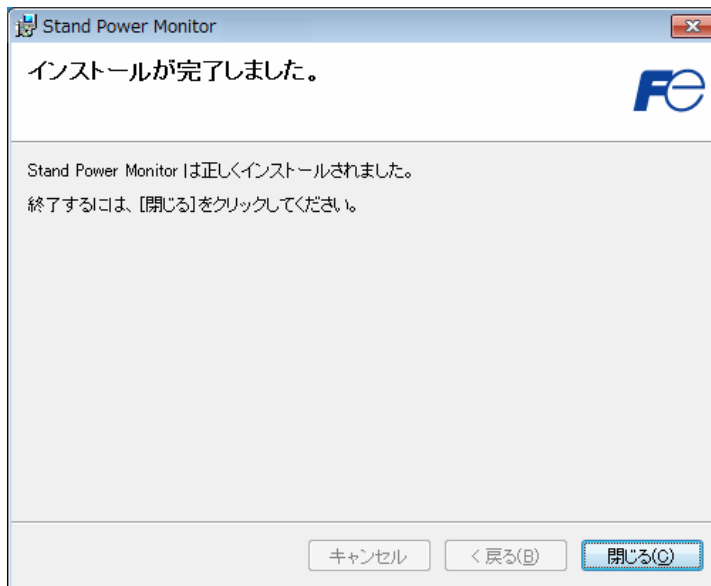 Stand Power Monitor
インストールが完了しました。
Fe
Stand Power Monitor は正しくインストールされました。
終了するには、[閉じる]をクリックしてください。
キャンセル
< 戻る(B)
閉じる(C)